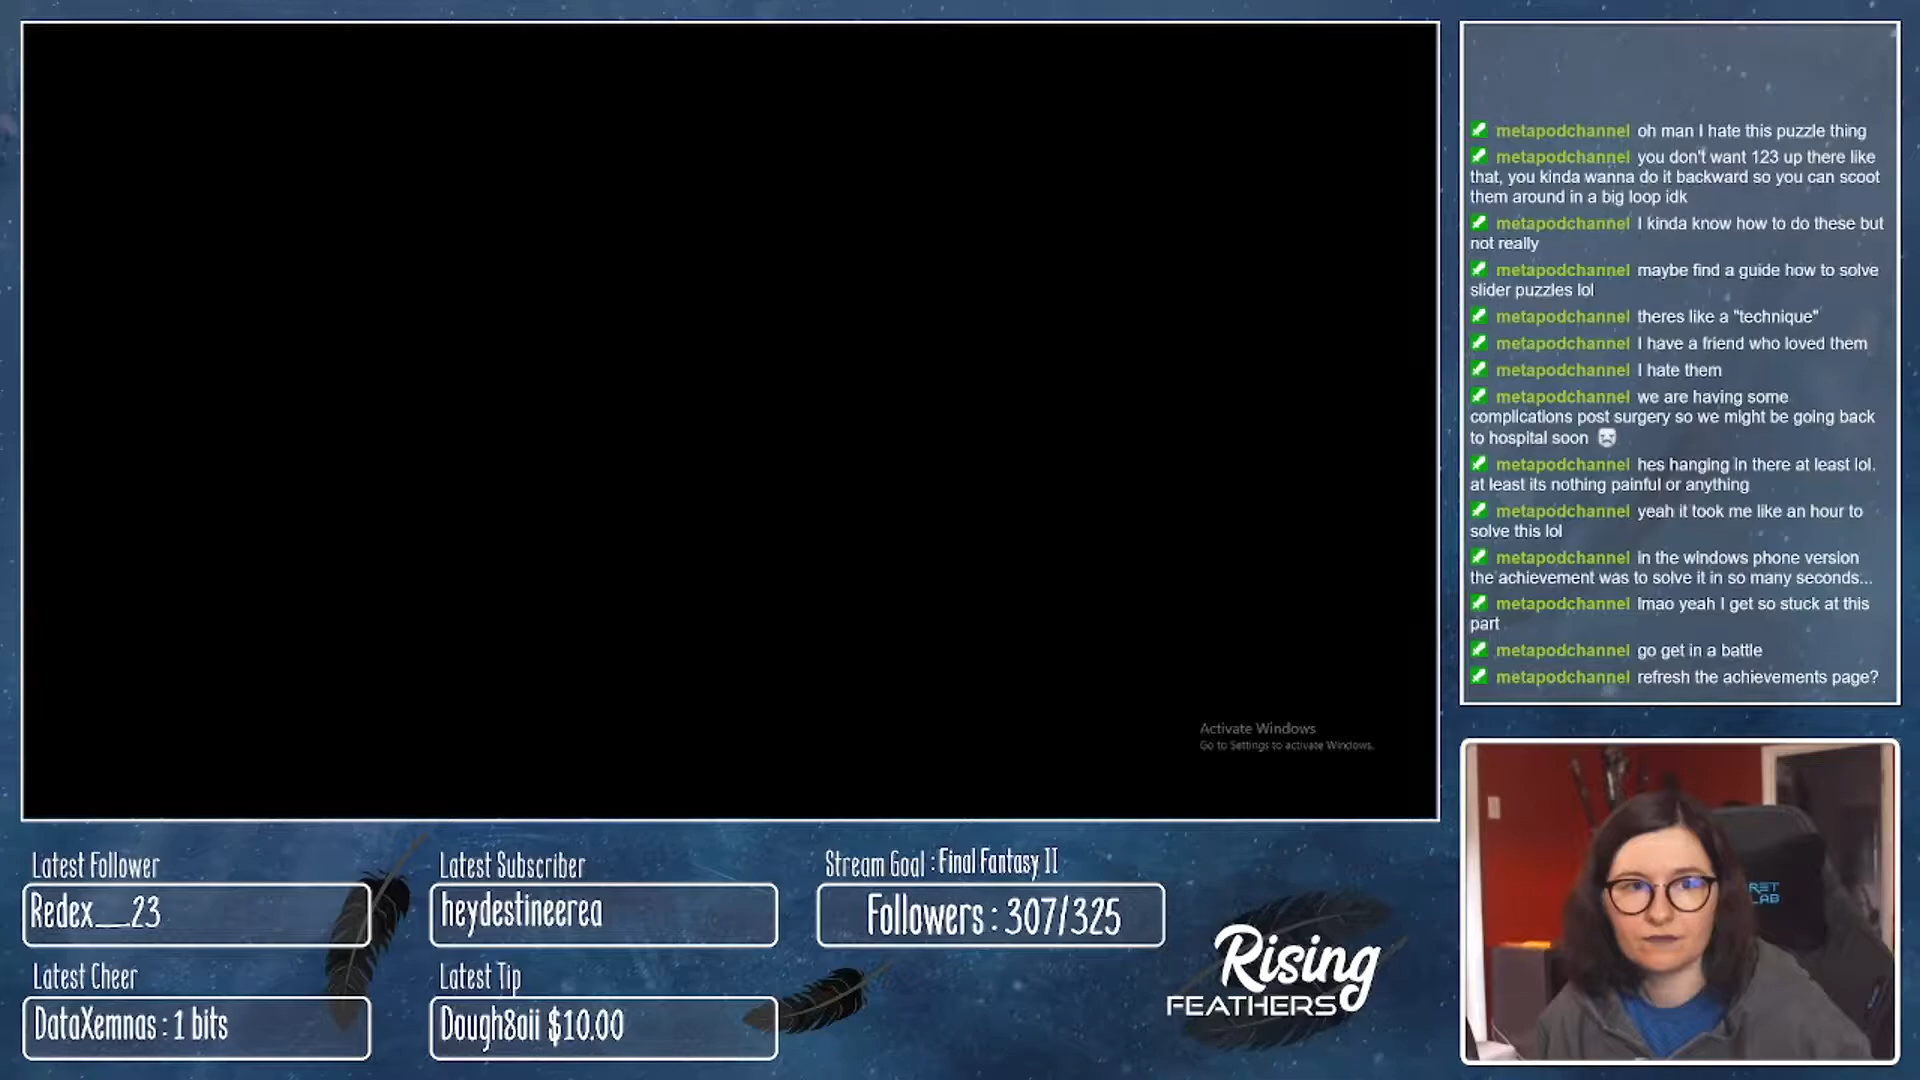 metapodchannel oh man I hate this puzzle thing
metapodchannel you don't want 123 up there like
that, you kinda wanna do it backward so you can scoot
them around in a big loop idk
metapodchannel I kinda know how to do these but
not really
metapodchannel maybe find a guide how to solve
slider puzzles lol
metapodchannel theres like a "technique"
metapodchannel I have a friend who loved them
metapodchannel I hate them
metapodchannel we are having some
complications post surgery so we might be going back
to hospital soon
metapodchannel hes hanging in there at least lol.
at least its nothing painful or anything
metapodchannel yeah it took me like an hour to
solve this lol
metapodchannel in the windows phone version
the achievement was to solve it in so many seconds...
metapodchannel lmao yeah I get so stuck at this
part
metapodchannel go get in a battle
metapodchannel refresh the achievements page?
Activate Windows
Go to Settings to activate Windows.
Latest Follower
Redex__23
Latest Subscriber
heydestineerea
Stream Goal : Final Fantasy II
Followers : 307/325
Latest Cheer
DataXemnas : 1 bits
Latest Tip
Dough8aii $10.00
Rising
FEATHERS